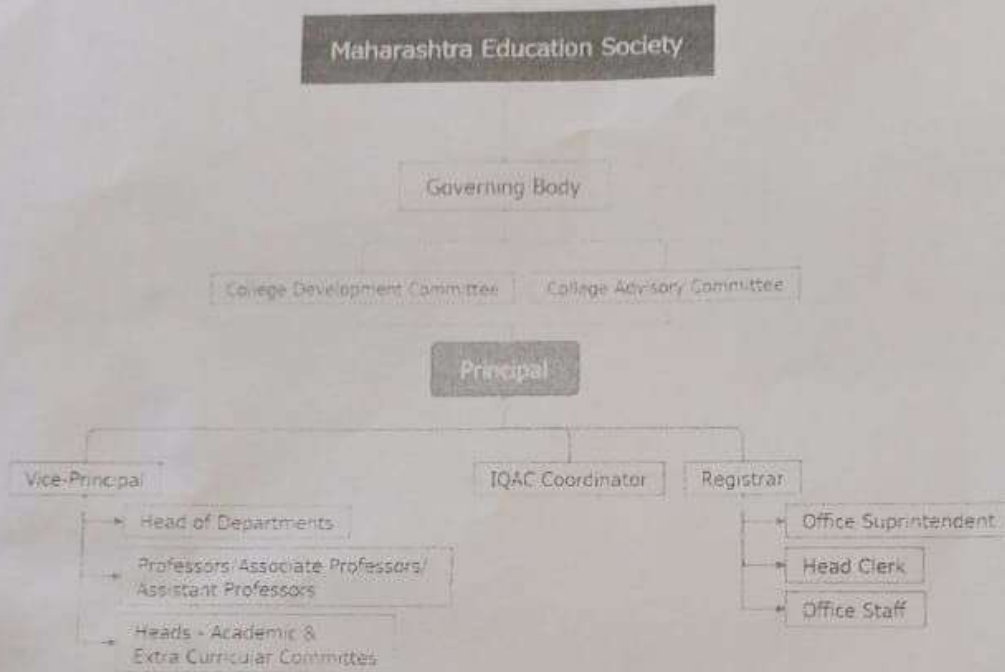 Maharashtra Education Society
Governing Body
College Development Committee
College Advisory Committee
Principal
Vice-Principal
IQAC Coordinator
Registrar
Head of Departments
Professors/Associate Professors/
Assistant Professors
Heads - Academic &
Extra Curricular Committes
Office Suprintendent
Head Clerk
Office Staff